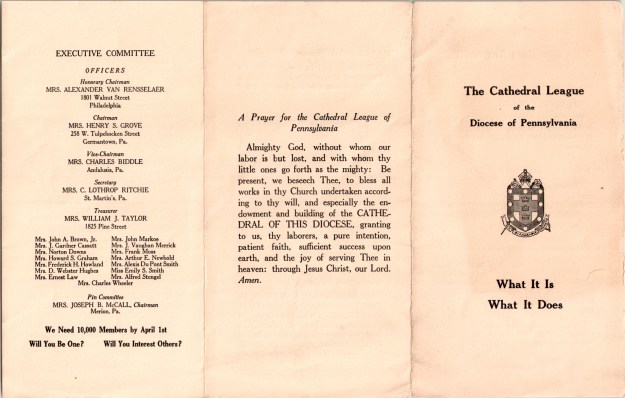 EXECUTIVE COMMITTEE
OFFICERS
Honorary Chairman
MRS. ALEXANDER VAN RENSSELAER
1801 Walnut Street
Philadelphia
Chairman
MRS. HENRY S. GROVE
258 W. Tulpehocken Street
Germantown, Pa.
Vice-Chairman
MRS. CHARLES BIDDLE
Andalusia, Pa.
Secretary
MRS. C. LOTHROP RITCHIE
St. Martin's, Pa.
Treasurer
MRS. WILLIAM J. TAYLOR
1825 Pine Street
Mrs. John A. Brown, Jr.
Mrs. J. Gardner Cassett
Mrs. Norton Downs
Mrs. Howard S. Graham
Mrs. Frederick H. Howland
Mrs. D. Webster Hughes
Mrs. Ernest Law
Mrs. John Markoe
Mrs. J. Vaughan Merrick
Mrs. Frank Moss
Mrs. Arthur E. Newbold
Mrs. Alexis Du Pont Smith
Miss Emily S. Smith
Mrs. Alfred Stengel
Mrs. Charles Wheeler
Pin Committee
MRS. JOSEPH B. McCALL, Chairman
Merion, Pa.
We Need 10,000 Members by April 1st
Will You Be One? Will You Interest Others?
A Prayer for the Cathedral League of
Pennsylvania
Almighty God, without whom our
labor is but lost, and with whom thy
little ones go forth as the mighty: Be
present, we beseech Thee, to bless all
works in thy Church undertaken accord-
ing to thy will, and especially the en-
dowment and building of the CATHE-
DRAL OF THIS DIOCESE, granting
to us, thy laborers, a pure intention,
patient faith, sufficient success upon
earth, and the joy of serving Thee in
heaven: through Jesus Christ, our Lord.
Amen.
The Cathedral League
of the
Diocese of Pennsylvania
What It Is
What It Does